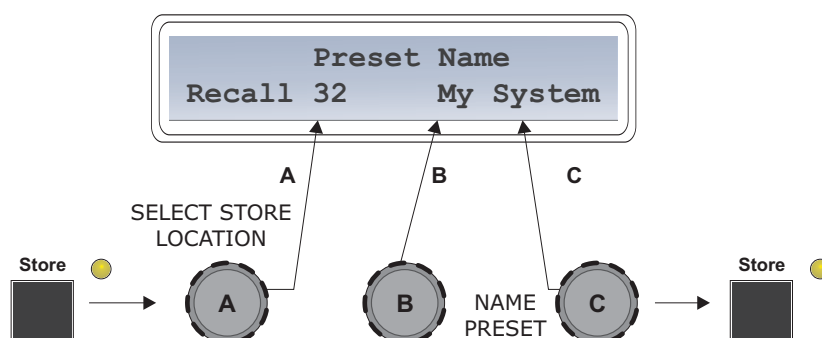 Preset Name
Recall 32 My System
A B C
SELECT STORE
LOCATION
Store
A
B
NAME
PRESET
C
Store